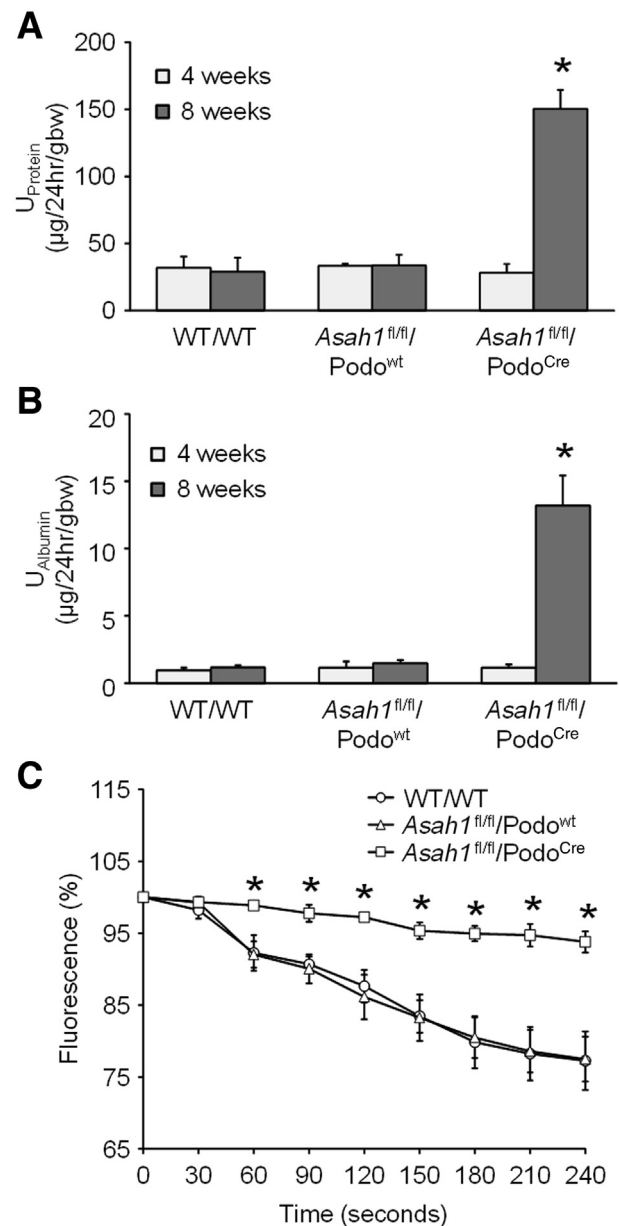 A
200
150
100
50
0
U Protein
(µg/24hr/gbw)
4 weeks
8 weeks
*
WT/WT
Asah1fl/fl/
Podowt
Asah1fl/fl/
PodoCre
B
20
15
10
5
0
U Albumin
(µg/24hr/gbw)
4 weeks
8 weeks
*
WT/WT
Asah1fl/fl/
Podowt
Asah1fl/fl/
PodoCre
C
115
105
95
85
75
65
Fluorescence (%)
WT/WT
Asah1fl/fl/Podowt
Asah1fl/fl/PodoCre
* * * * * * *
0 30 60 90 120 150 180 210 240
Time (seconds)